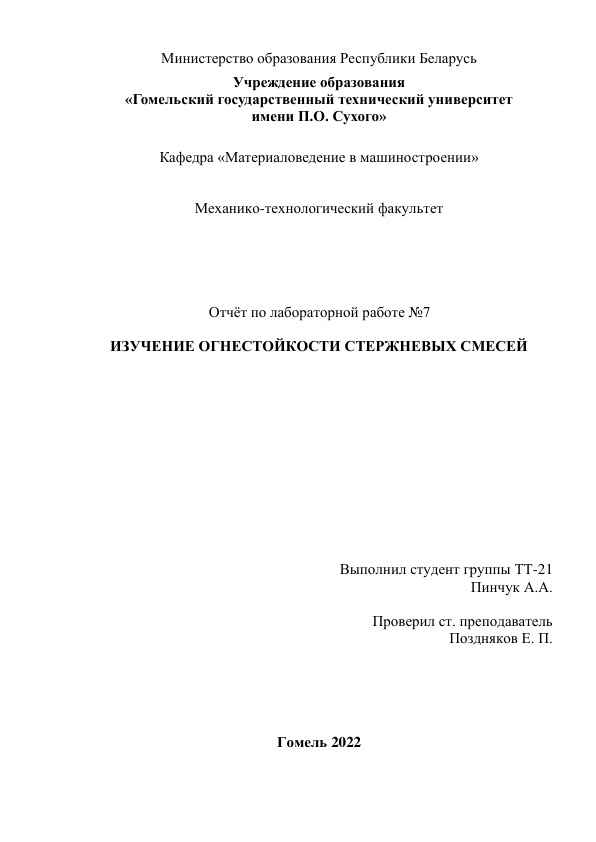 Министерство образования Республики Беларусь
Учреждение образования
«Гомельский государственный технический университет
имени П.О. Сухого»
Кафедра «Материаловедение в машиностроении»
Механико-технологический факультет
Отчёт по лабораторной работе №7
ИЗУЧЕНИЕ ОГНЕСТОЙКОСТИ СТЕРЖНЕВЫХ СМЕСЕЙ
Выполнил студент группы ТТ-21
Пинчук А.А.
Проверил ст. преподаватель
Поздняков Е. П.
Гомель 2022